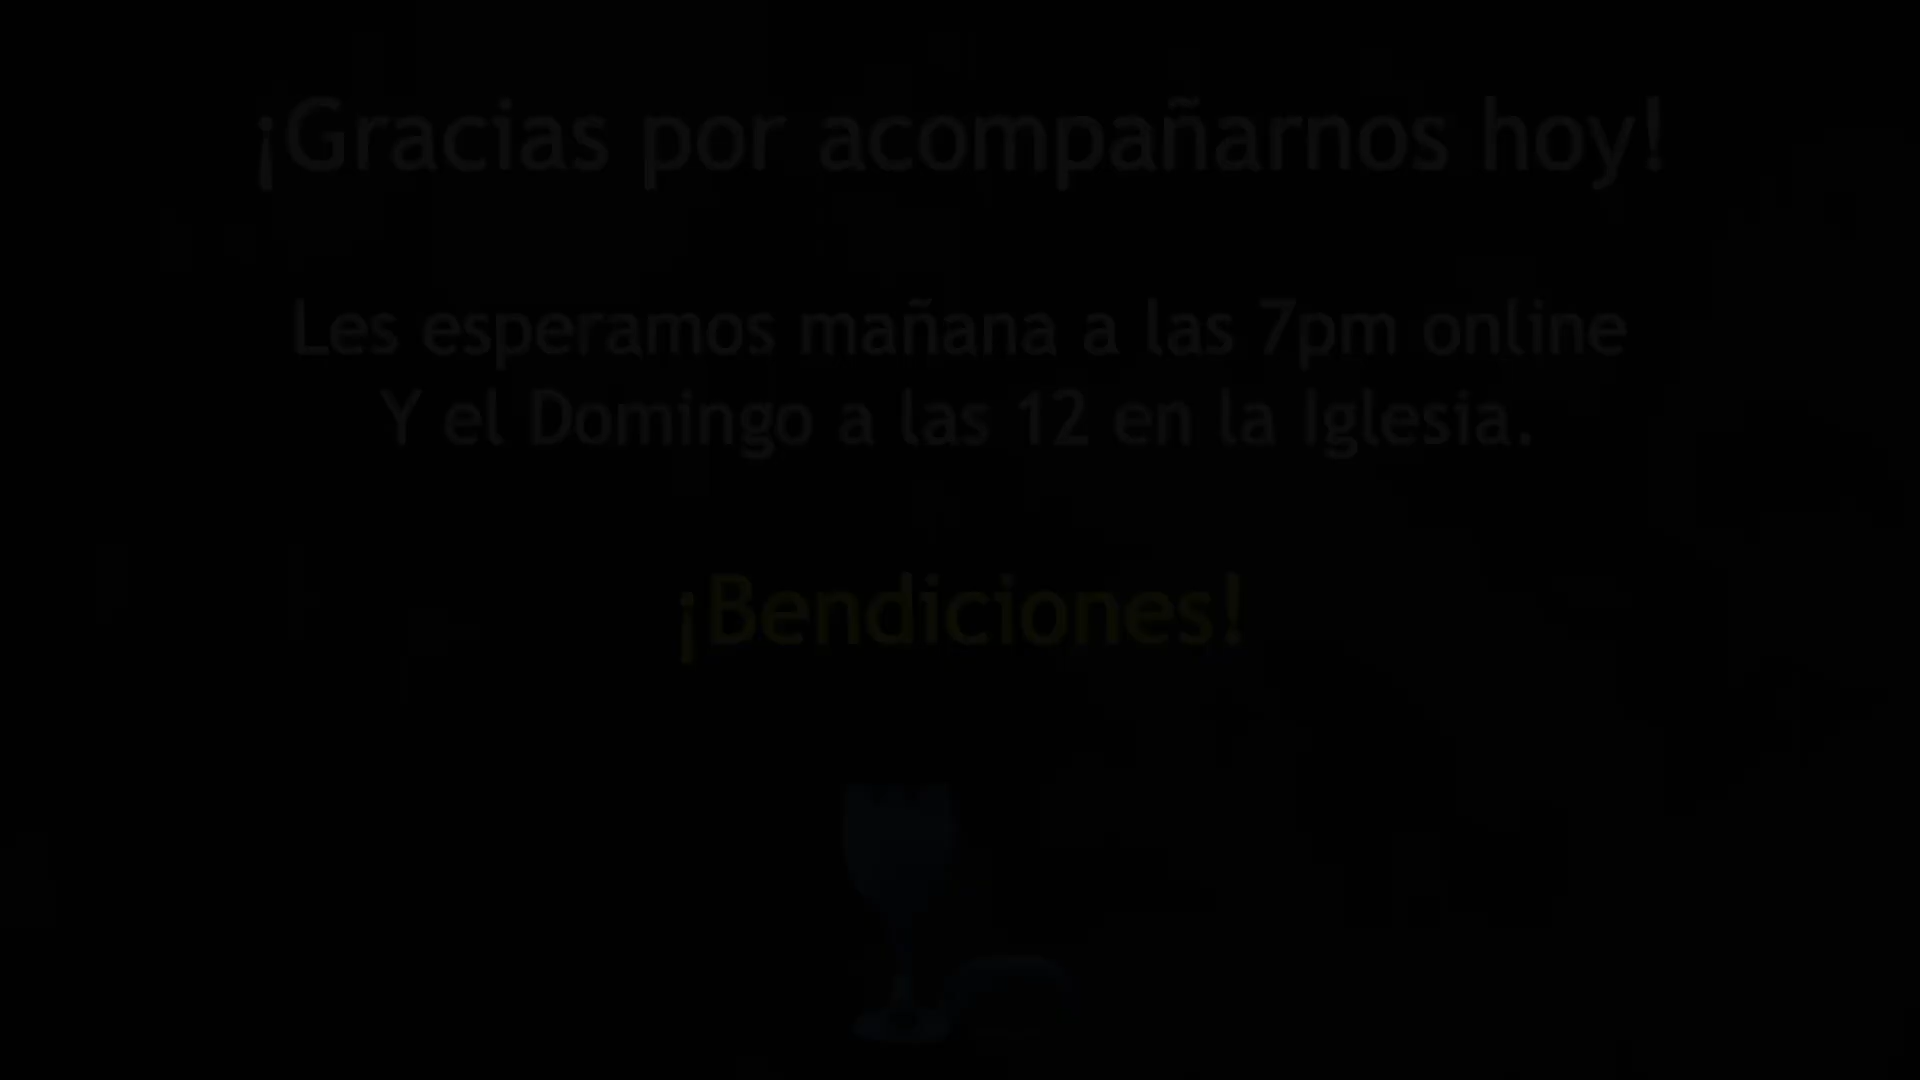 ¡Gracias por acompañarnos hoy!
Les esperamos mañana a las 7pm online
Y el Domingo a las 12 en la Iglesia.
¡Bendiciones!